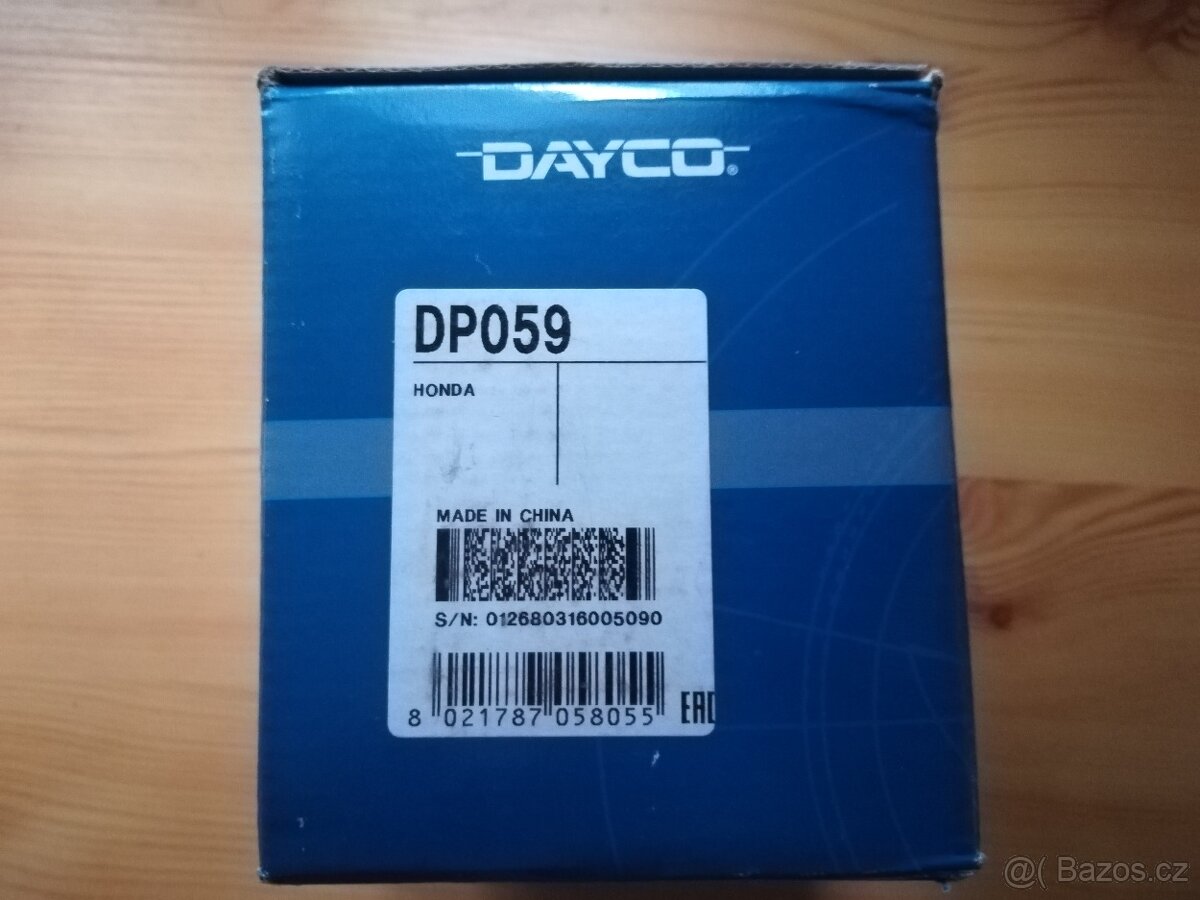 DAYCO®
DP059
HONDA
MADE IN CHINA
S/N: 012680316005090
8 021787 058055
EAC
@( Bazos.cz